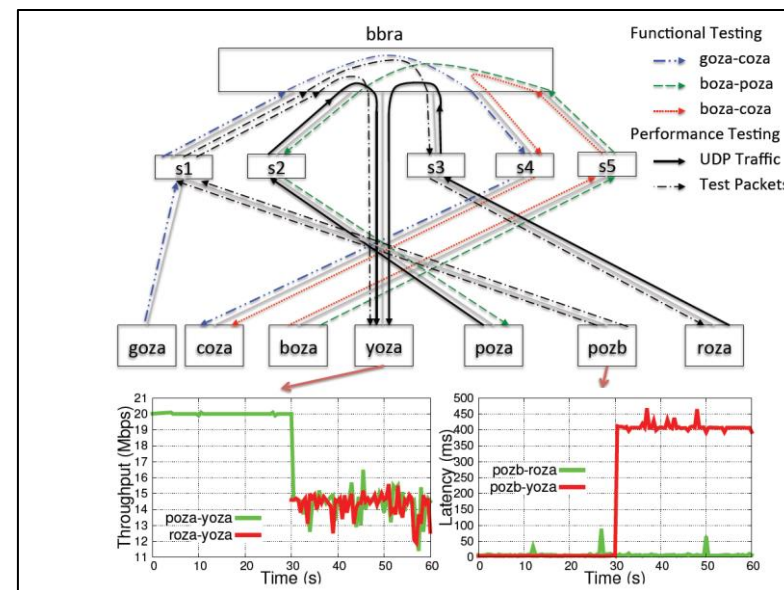 bbra
Functional Testing
goza-coza
boza-poza
boza-coza
Performance Testing
UDP Traffic
Test Packets
s1
s2
s3
s4
s5
goza
coza
boza
yoza
poza
pozb
roza
Throughput (Mbps)
21
20
19
18
17
16
15
14
13
12
11
poza-yoza
roza-yoza
0 10 20 30 40 50 60
Time (s)
Latency (ms)
500
450
400
350
300
250
200
150
100
50
0
pozb-roza
pozb-yoza
0 10 20 30 40 50 60
Time (s)